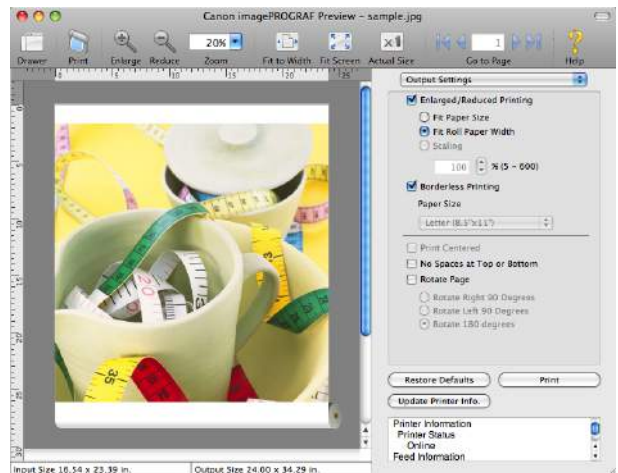 Canon imagePROGRAF Preview – sample.jpg
20%
1
Drawer Print Enlarge Reduce Zoom Fit to Width Fit Screen Actual Size Go to Page Help
Output Settings
Enlarged/Reduced Printing
Fit Paper Size
Fit Roll Paper Width
Scaling
100 % (5 – 600)
Borderless Printing
Paper Size
Letter (8.5"x11")
Print Centered
No Spaces at Top or Bottom
Rotate Page
Rotate Right 90 Degrees
Rotate Left 90 Degrees
Rotate 180 degrees
Restore Defaults Print
Update Printer Info.
Printer Information
Printer Status
Online
Feed Information
Input Size 16.54 x 23.39 in. Output Size 24.00 x 34.29 in.